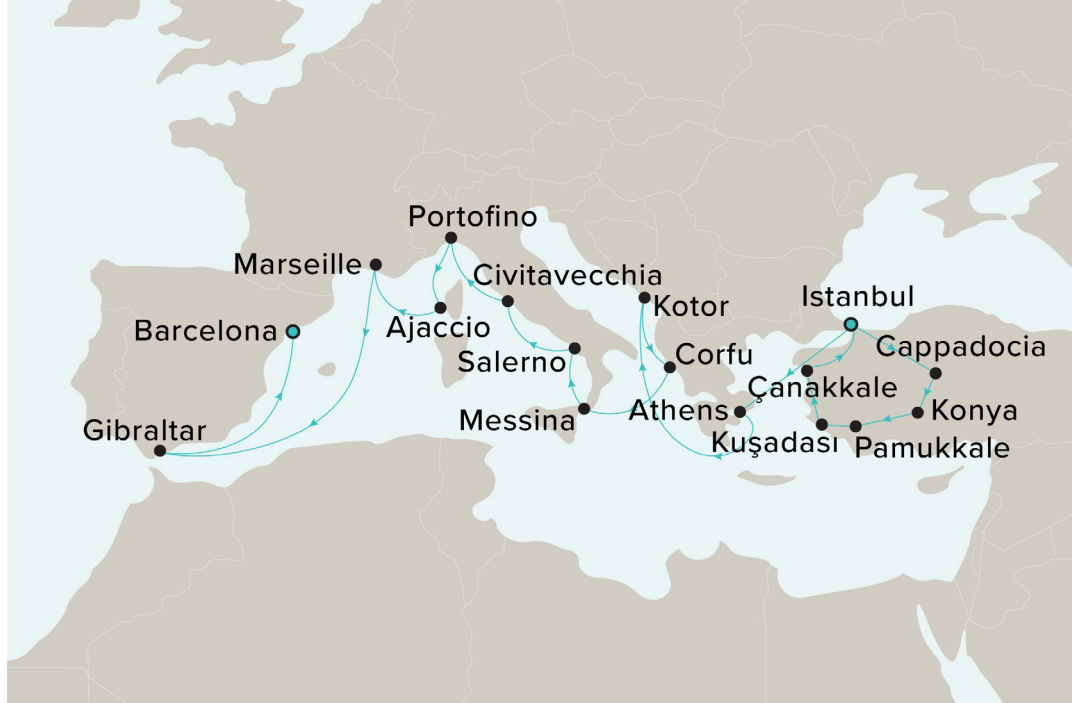 Portofino
Marseille
Civitavecchia
Istanbul
Kotor
Barcelona
Ajaccio
Cappadocia
Salerno
Corfu
Çanakkale
Messina
Athens
Konya
Gibraltar
Kuşadası
Pamukkale